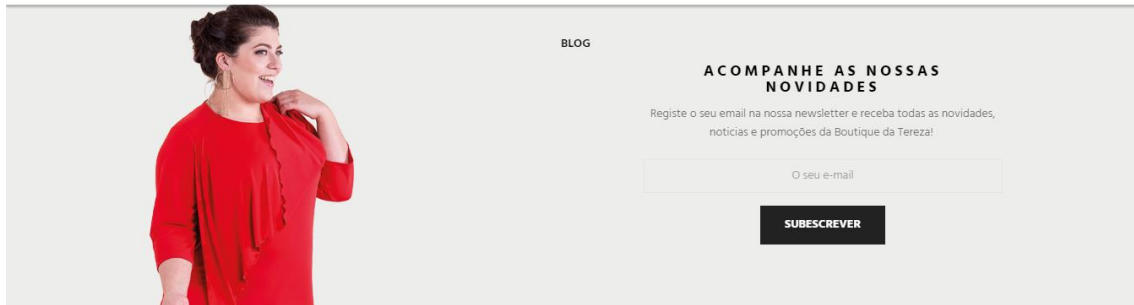 BLOG
ACOMPANHE AS NOSSAS
NOVIDADES
Registe o seu email na nossa newsletter e receba todas as novidades,
noticias e promoções da Boutique da Tereza!
O seu e-mail
SUBESCREVER